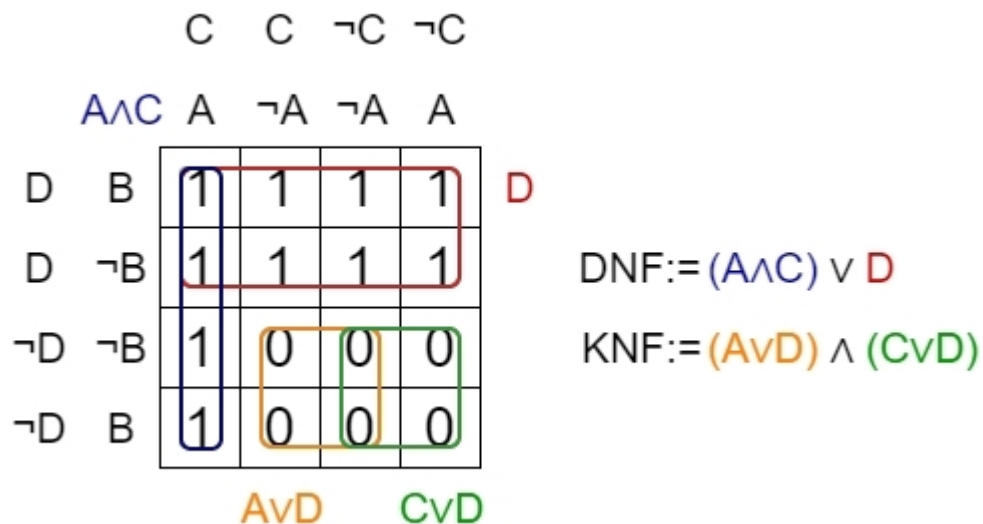 C C ¬C ¬C
A∧C A ¬A ¬A A
D B 1 1 1 1 D
D ¬B 1 1 1 1
DNF:= (A∧C) ∨ D
¬D ¬B 1 0 0 0
KNF:= (A∨D) ∧ (C∨D)
¬D B 1 0 0 0
A∨D C∨D